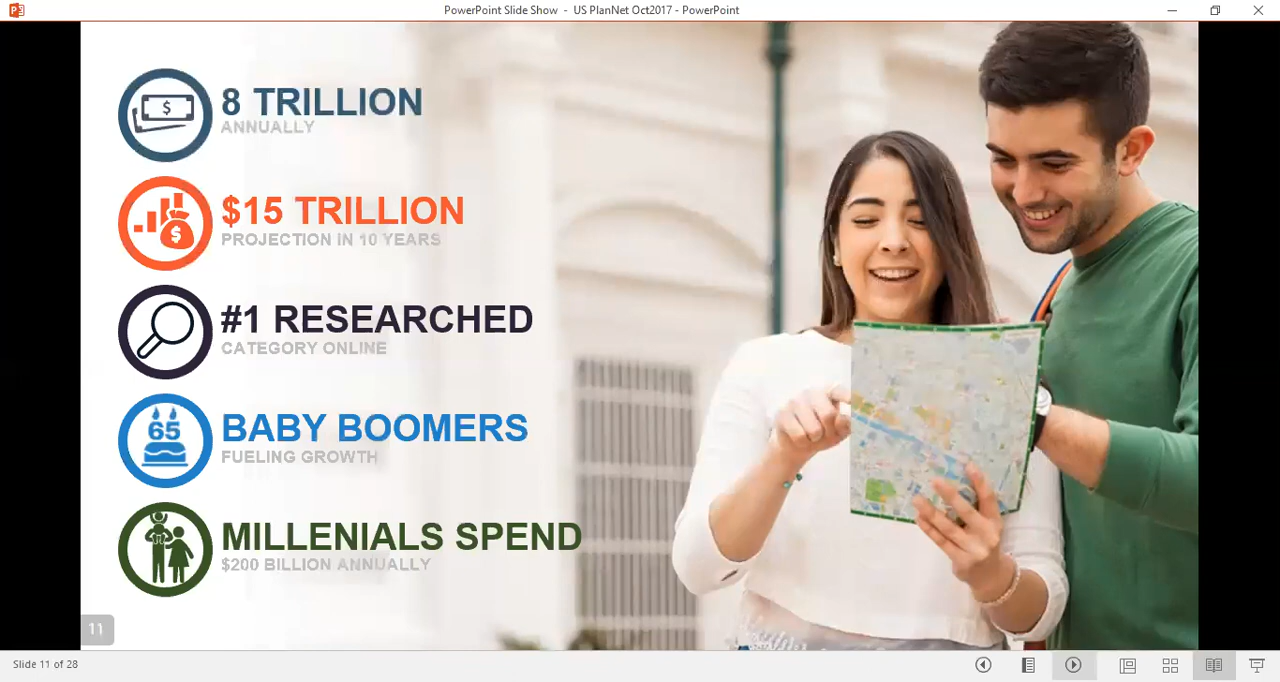 PowerPoint Slide Show - US PlanNet Oct2017 - PowerPoint
$
8 TRILLION
ANNUALLY
$
$15 TRILLION
PROJECTION IN 10 YEARS
#1 RESEARCHED
CATEGORY ONLINE
65
BABY BOOMERS
FUELING GROWTH
MILLENIALS SPEND
$200 BILLION ANNUALLY
11
Slide 11 of 28